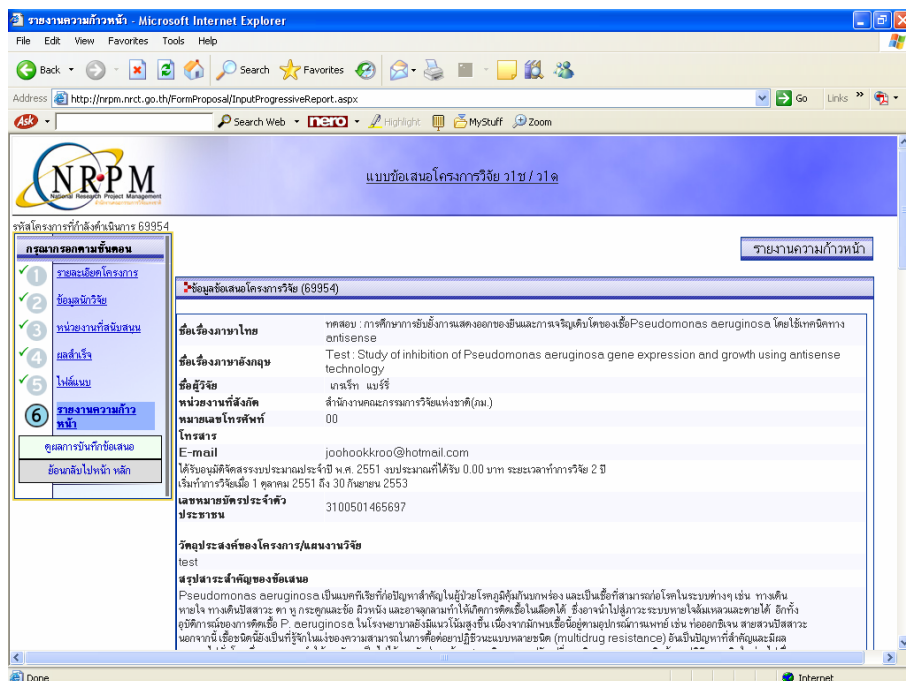 รายงานความก้าวหน้า - Microsoft Internet Explorer
File Edit View Favorites Tools Help
Back Search Favorites
Address http://nrpm.nrct.go.th/FormProposal/InputProgressiveReport.aspx Go Links
Ask Search Web nero Highlight MyStuff Zoom
NRPM
National Research Project Management
แบบข้อเสนอโครงการวิจัย ว1ช / ว1ด
รหัสโครงการที่กำลังดำเนินการ 69954
กรุณากรอกตามขั้นตอน
1 รายละเอียดโครงการ
2 ข้อมูลนักวิจัย
3 หน่วยงานที่สนับสนุน
4 ผลสำเร็จ
5 ไฟล์แนบ
6 รายงานความก้าว
หน้า
ดูผลการบันทึกข้อเสนอ
ย้อนกลับไปหน้า หลัก
รายงานความก้าวหน้า
ข้อมูลข้อเสนอโครงการวิจัย (69954)
ชื่อเรื่องภาษาไทย ทดสอบ : การศึกษาการยับยั้งการแสดงออกของยีนและการเจริญเติบโตของเชื้อPseudomonas aeruginosa โดยใช้เทคนิคทาง
antisense
ชื่อเรื่องภาษาอังกฤษ Test : Study of inhibition of Pseudomonas aeruginosa gene expression and growth using antisense
technology
ชื่อผู้วิจัย เกรเร็ท แบร์รี่
หน่วยงานที่สังกัด สำนักงานคณะกรรมการวิจัยแห่งชาติ(ภม.)
หมายเลขโทรศัพท์ 00
โทรสาร
E-mail joohookkroo@hotmail.com
ได้รับอนุมัติจัดสรรงบประมาณประจำปี พ.ศ. 2551 งบประมาณที่ได้รับ 0.00 บาท ระยะเวลาทำการวิจัย 2 ปี
เริ่มทำการวิจัยเมื่อ 1 ตุลาคม 2551 ถึง 30 กันยายน 2553
เลขหมายบัตรประจำตัว
ประชาชน 3100501465697
วัตถุประสงค์ของโครงการ/แผนงานวิจัย
test
สรุปสาระสำคัญของข้อเสนอ
Pseudomonas aeruginosa เป็นแบคทีเรียที่ก่อปัญหาสำคัญในผู้ป่วยโรคภูมิคุ้มกันบกพร่อง และเป็นเชื้อที่สามารถก่อโรคในระบบต่างๆ เช่น ทางเดิน
หายใจ ทางเดินปัสสาวะ ตา หู กระดูกและข้อ ผิวหนัง และอาจลุกลามทำให้เกิดการติดเชื้อในเลือดได้ ซึ่งอาจนำไปสู่ภาวะระบบหายใจล้มเหลวและตายได้ อีกทั้ง
อุบัติการณ์ของการติดเชื้อ P. aeruginosa ในโรงพยาบาลยังมีแนวโน้มสูงขึ้น เนื่องจากมักพบเชื้อนี้อยู่ตามอุปกรณ์การแพทย์ เช่น ท่อออกซิเจน สายสวนปัสสาวะ
นอกจากนี้ เชื้อชนิดนี้ยังเป็นที่รู้จักในแง่ของความสามารถในการดื้อต่อยาปฏิชีวนะแบบหลายชนิด (multidrug resistance) อันเป็นปัญหาที่สำคัญและมีผล
Done Internet